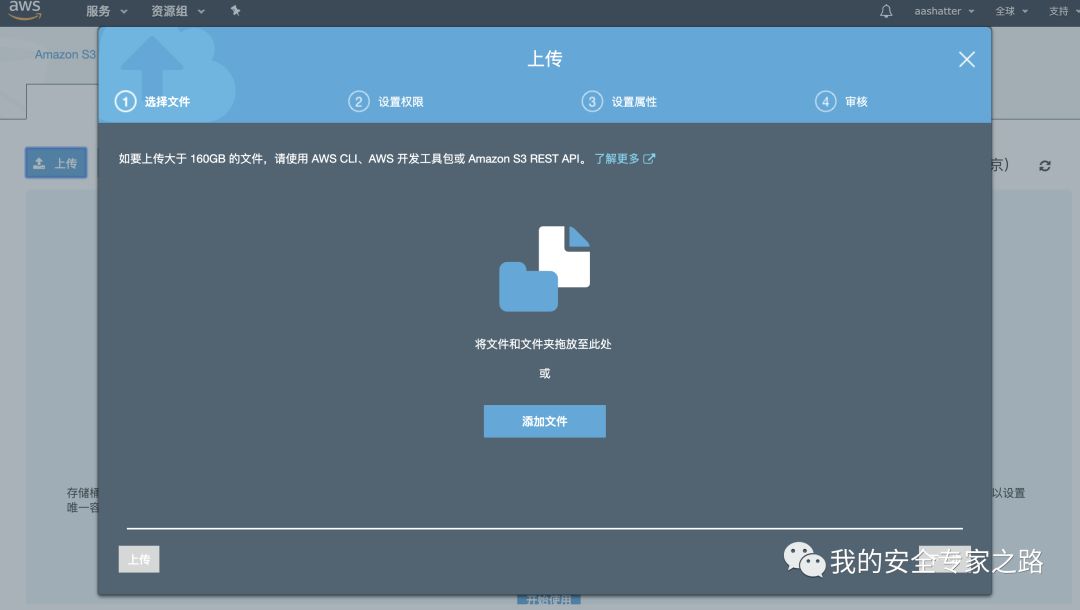 aws
服务
资源组
aashatter
全球
支持
Amazon S3
上传
1 选择文件
2 设置权限
3 设置属性
4 审核
上传
京）
如要上传大于 160GB 的文件，请使用 AWS CLI、AWS 开发工具包或 Amazon S3 REST API。 了解更多
将文件和文件夹拖放至此处
或
添加文件
存储桶
唯一容
以设置
上传
我的安全专家之路
开始使用